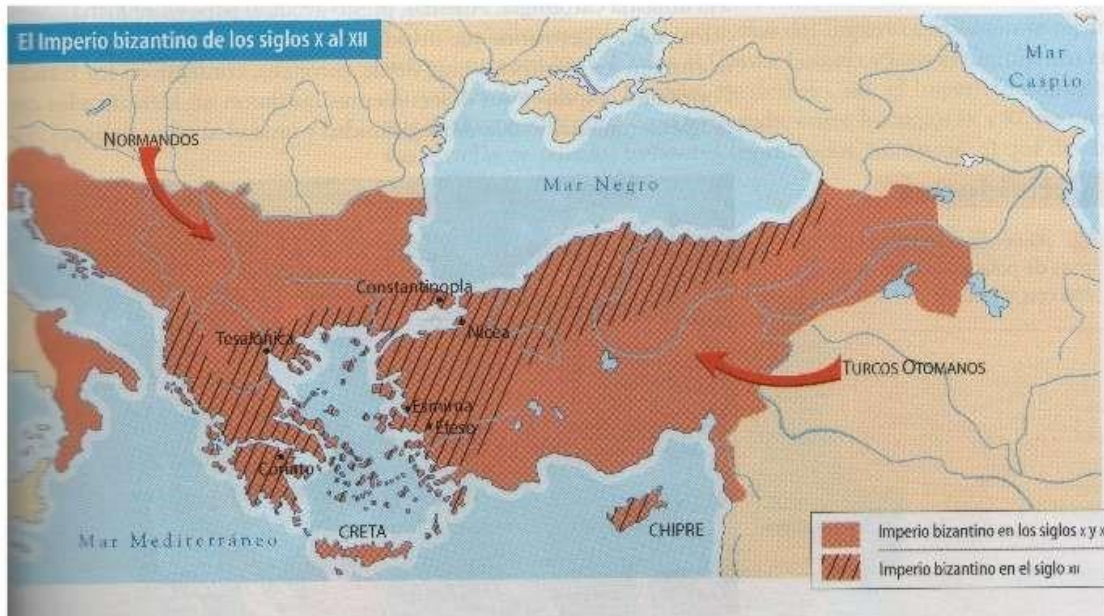 El Imperio bizantino de los siglos X al XII
Mar
Caspio
NORMANDOS
Mar Negro
Constantinopla
Nicea
Tesalónica
TURCOS OTOMANOS
Esmirna
Éfeso
Corinto
CRETA
CHIPRE
Mar Mediterráneo
Imperio bizantino en los siglos X y X
Imperio bizantino en el siglo XII